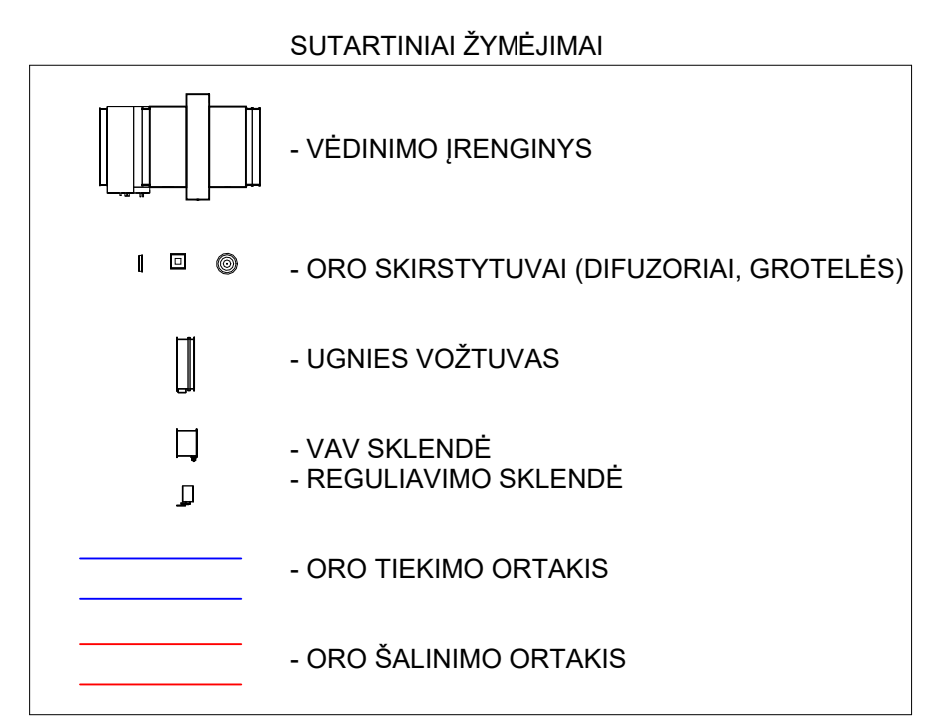 SUTARTINIAI ŽYMĖJIMAI
- VĖDINIMO ĮRENGINYS
- ORO SKIRSTYTUVAI (DIFUZORIAI, GROTELĖS)
- UGNIES VOŽTUVAS
- VAV SKLENDĖ
- REGULIAVIMO SKLENDĖ
- ORO TIEKIMO ORTAKIS
- ORO ŠALINIMO ORTAKIS